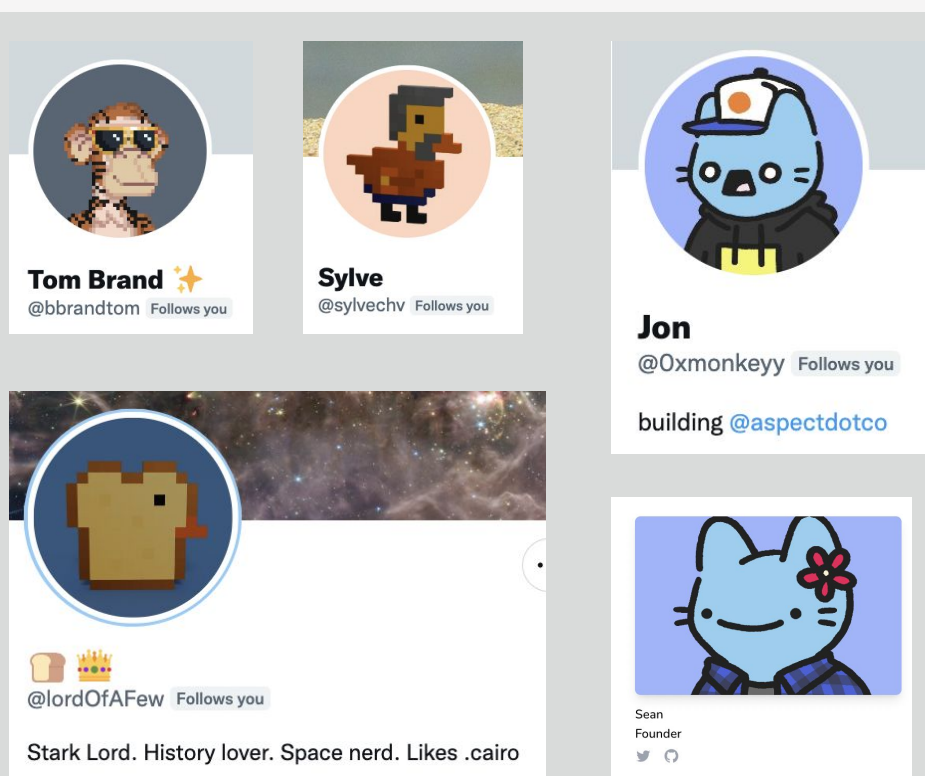 Tom Brand ✨
@bbrandtom Follows you
Sylve
@sylvechv Follows you
Jon
@0xmonkeyy Follows you
building @aspectdotco
🍞 👑
@lordOfAFew Follows you
Stark Lord. History lover. Space nerd. Likes .cairo
Sean
Founder